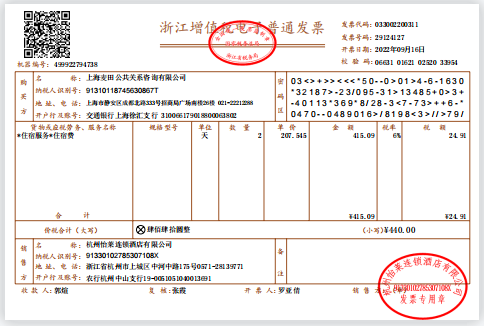 浙江增值税电子普通发票
发票代码: 033002200311
发票号码: 29124127
开票日期: 2022年09月16日
校 验 码: 06631 01621 02520 33954
机器编号: 499922794738
购买方
名 称: 上海麦田公共关系咨询有限公司
纳税人识别号: 91310118745630867T
地址、电话: 上海市静安区成都北路333号招商局广场南楼26楼 021-22212288
开户行及账号: 交通银行上海徐汇支行 310066179018800063802
密码区
03<>+>><<<*50--0>01>4-6-1630
*32187>-23/095-31>13485+0>3+
-40113*369*8/28-3<7-73>++6-*
0470--0489016>/8198<3>//>79/
货物或应税劳务、服务名称 规格型号 单位 数 量 单 价 金 额 税率 税 额
*住宿服务*住宿费 天 2 207.545 415.09 6% 24.91
合 计 ¥415.09 ¥24.91
价税合计(大写) ⊗肆佰肆拾圆整 (小写)¥440.00
销售方
名 称: 杭州怡莱连锁酒店有限公司
纳税人识别号: 91330102785307108X
地址、电话: 浙江省杭州市上城区中河中路175号0571-28139771
开户行及账号: 农行杭州中山支行19-005101040013691
备注
收 款 人: 郭煊 复 核: 张霞 开 票 人: 罗亚倩 销 售 方:
杭州怡莱连锁酒店有限公司
91330102785307108X
发票专用章